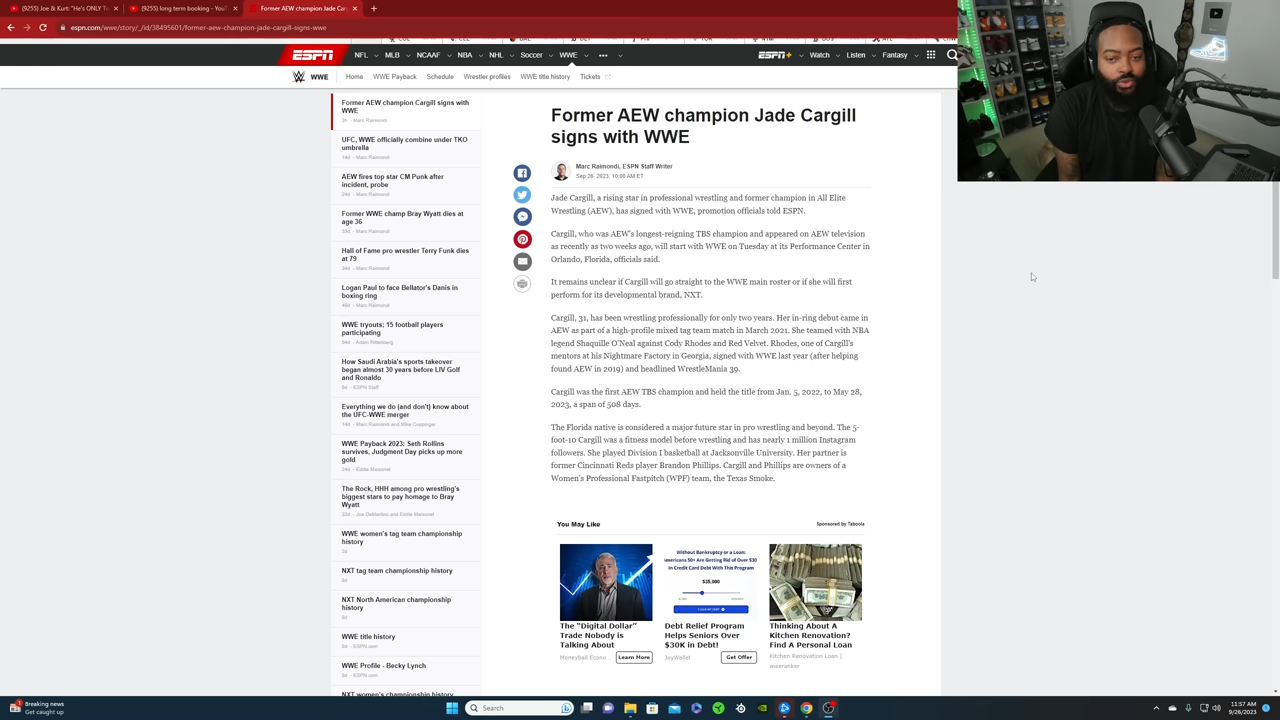 (9255) Joe & Kurt: "He's ONLY T
(9255) long term booking - You
Former AEW champion Jade Car
espn.com/wwe/story/_/id/38495601/former-aew-champion-jade-cargill-signs-wwe
ESPN NFL MLB NCAAF NBA NHL Soccer WWE ••• ESPN+ Watch Listen Fantasy
WWE Home WWE Payback Schedule Wrestler profiles WWE title history Tickets
Former AEW champion Cargill signs with
WWE
3h - Marc Raimondi
UFC, WWE officially combine under TKO
umbrella
14d - Marc Raimondi
AEW fires top star CM Punk after
incident, probe
24d - Marc Raimondi
Former WWE champ Bray Wyatt dies at
age 36
33d - Marc Raimondi
Hall of Fame pro wrestler Terry Funk dies
at 79
34d - Marc Raimondi
Logan Paul to face Bellator's Danis in
boxing ring
46d - Marc Raimondi
WWE tryouts; 15 football players
participating
54d - Adam Rittenberg
How Saudi Arabia's sports takeover
began almost 30 years before LIV Golf
and Ronaldo
ESPN Staff
Everything we do (and don't) know about
the UFC-WWE merger
14d - Marc Raimondi and Mike Coppinger
WWE Payback 2023: Seth Rollins
survives, Judgment Day picks up more
gold
24d - Eddie Maisonet
The Rock, HHH among pro wrestling's
biggest stars to pay homage to Bray
Wyatt
33d - Joe DeMartino and Eddie Maisonet
WWE women's tag team championship
history
2d
NXT tag team championship history
NXT North American championship
history
WWE title history
ESPN.com
WWE Profile - Becky Lynch
ESPN.com
NXT women's championship history
Former AEW champion Jade Cargill
signs with WWE
Marc Raimondi, ESPN Staff Writer
Sep 26, 2023, 10:00 AM ET
Jade Cargill, a rising star in professional wrestling and former champion in All Elite
Wrestling (AEW), has signed with WWE, promotion officials told ESPN.
Cargill, who was AEW's longest-reigning TBS champion and appeared on AEW television
as recently as two weeks ago, will start with WWE on Tuesday at its Performance Center in
Orlando, Florida, officials said.
It remains unclear if Cargill will go straight to the WWE main roster or if she will first
perform for its developmental brand, NXT.
Cargill, 31, has been wrestling professionally for only two years. Her in-ring debut came in
AEW as part of a high-profile mixed tag team match in March 2021. She teamed with NBA
legend Shaquille O'Neal against Cody Rhodes and Red Velvet. Rhodes, one of Cargill's
mentors at his Nightmare Factory in Georgia, signed with WWE last year (after helping
found AEW in 2019) and headlined WrestleMania 39.
Cargill was the first AEW TBS champion and held the title from Jan. 5, 2022, to May 28,
2023, a span of 508 days.
The Florida native is considered a major future star in pro wrestling and beyond. The 5-
foot-10 Cargill was a fitness model before wrestling and has nearly 1 million Instagram
followers. She played Division I basketball at Jacksonville University. Her partner is
former Cincinnati Reds player Brandon Phillips. Cargill and Phillips are owners of a
Women's Professional Fastpitch (WPF) team, the Texas Smoke.
You May Like
Sponsored by Taboola
The "Digital Dollar"
Trade Nobody is
Talking About
Moneyball Econo... Learn More
Without Bankruptcy or a Loan:
Americans 50+ Are Getting Rid of Over $30
in Credit Card Debt With This Program
$35,000
Debt Relief Program
Helps Seniors Over
$30K in Debt!
JoyWallet Get Offer
Thinking About A
Kitchen Renovation?
Find A Personal Loan
Kitchen Renovation Loan |
wiseranker
Breaking news
Get caught up
Search
11:57 AM
9/26/2023